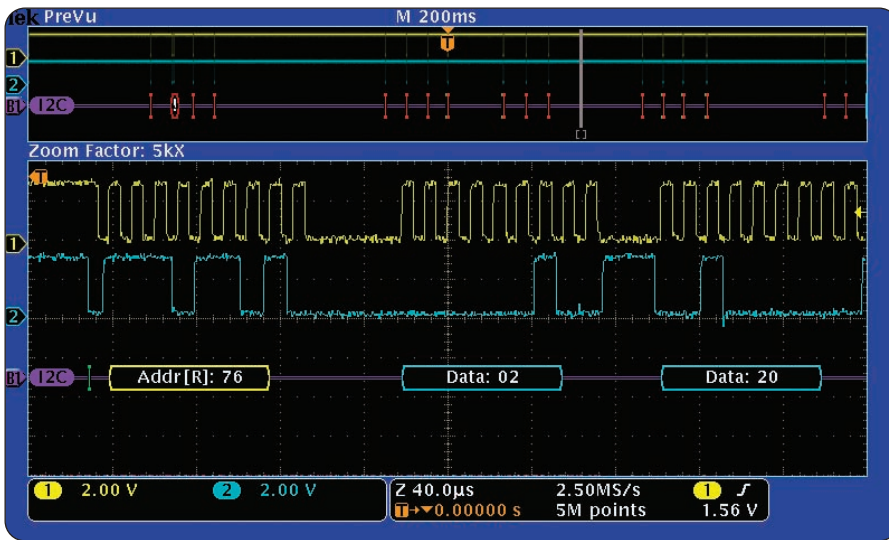 Tek PreVu M 200ms
T
1
2
B1 I2C !
[]
Zoom Factor: 5kX
T
1
2
B1 I2C Addr[R]: 76 Data: 02 Data: 20
1 2.00 V 2 2.00 V Z 40.0µs 2.50MS/s 1
T→▼0.00000 s 5M points 1.56 V